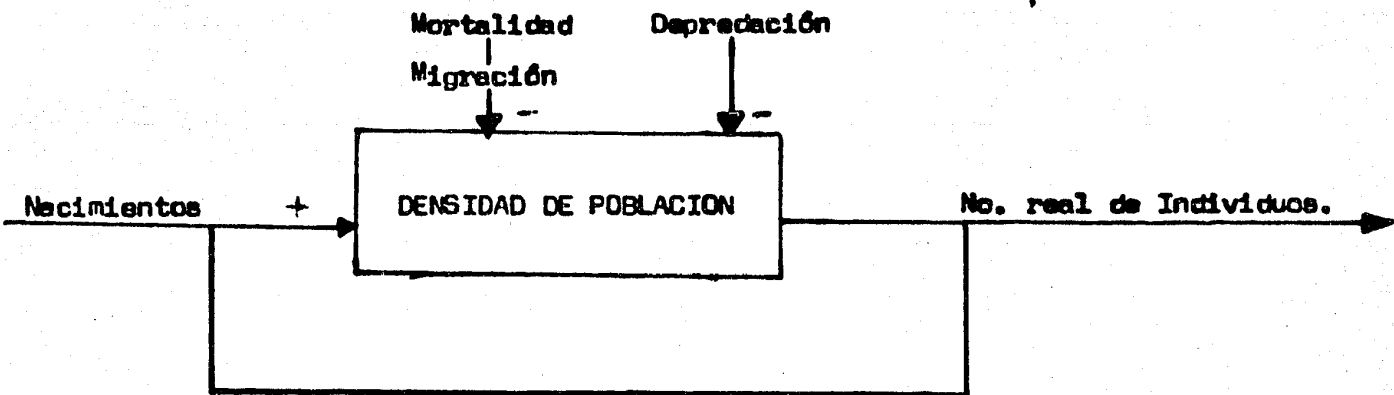 Mortalidad Depredación
Migración
- -
Nacimientos + DENSIDAD DE POBLACION No. real de Individuos.